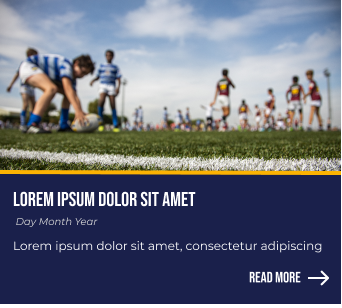 LOREM IPSUM DOLOR SIT AMET
Day Month Year
Lorem ipsum dolor sit amet, consectetur adipiscing
READ MORE